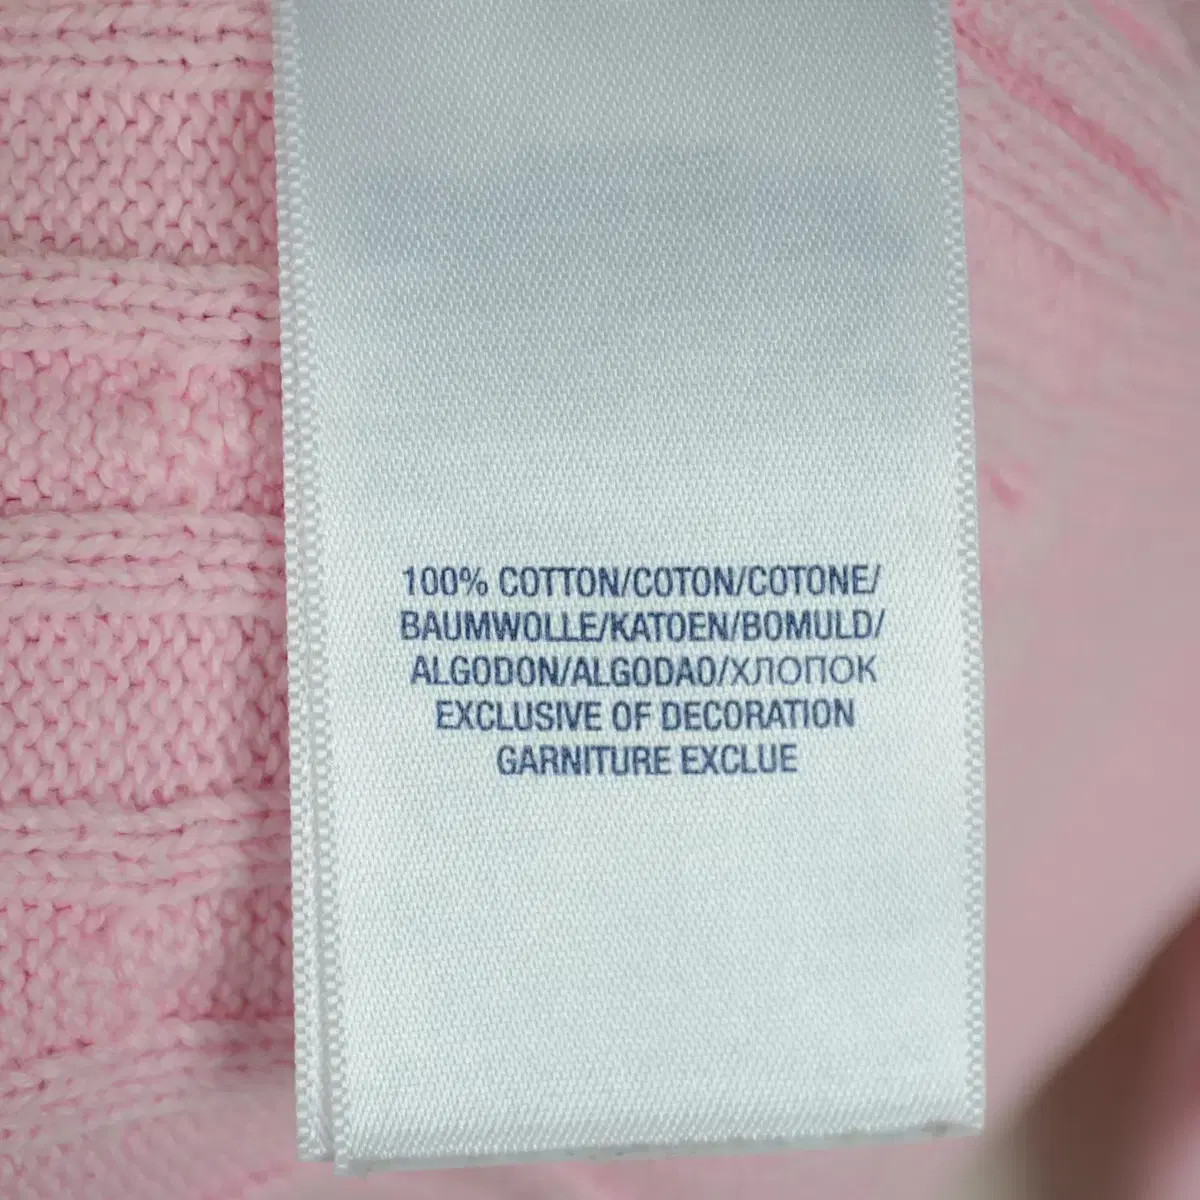 100% COTTON/COTON/COTONE/
BAUMWOLLE/KATOEN/BOMULD/
ALGODON/ALGODAO/ХЛОПОК
EXCLUSIVE OF DECORATION
GARNITURE EXCLUE